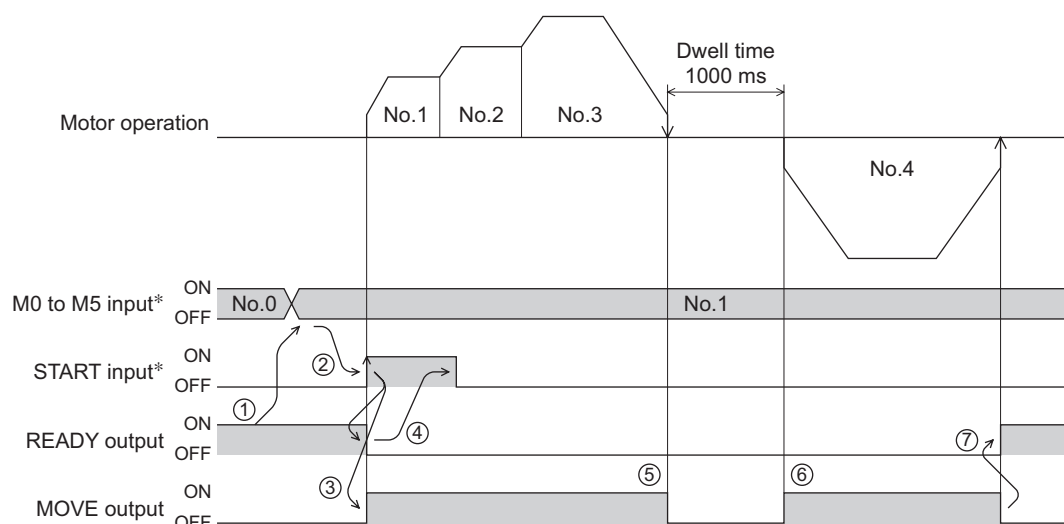 Dwell time
1000 ms
Motor operation
No.1
No.2
No.3
No.4
M0 to M5 input*
ON
OFF
No.0
No.1
START input*
ON
OFF
①
②
READY output
ON
OFF
③
④
⑦
MOVE output
ON
OFF
⑤
⑥